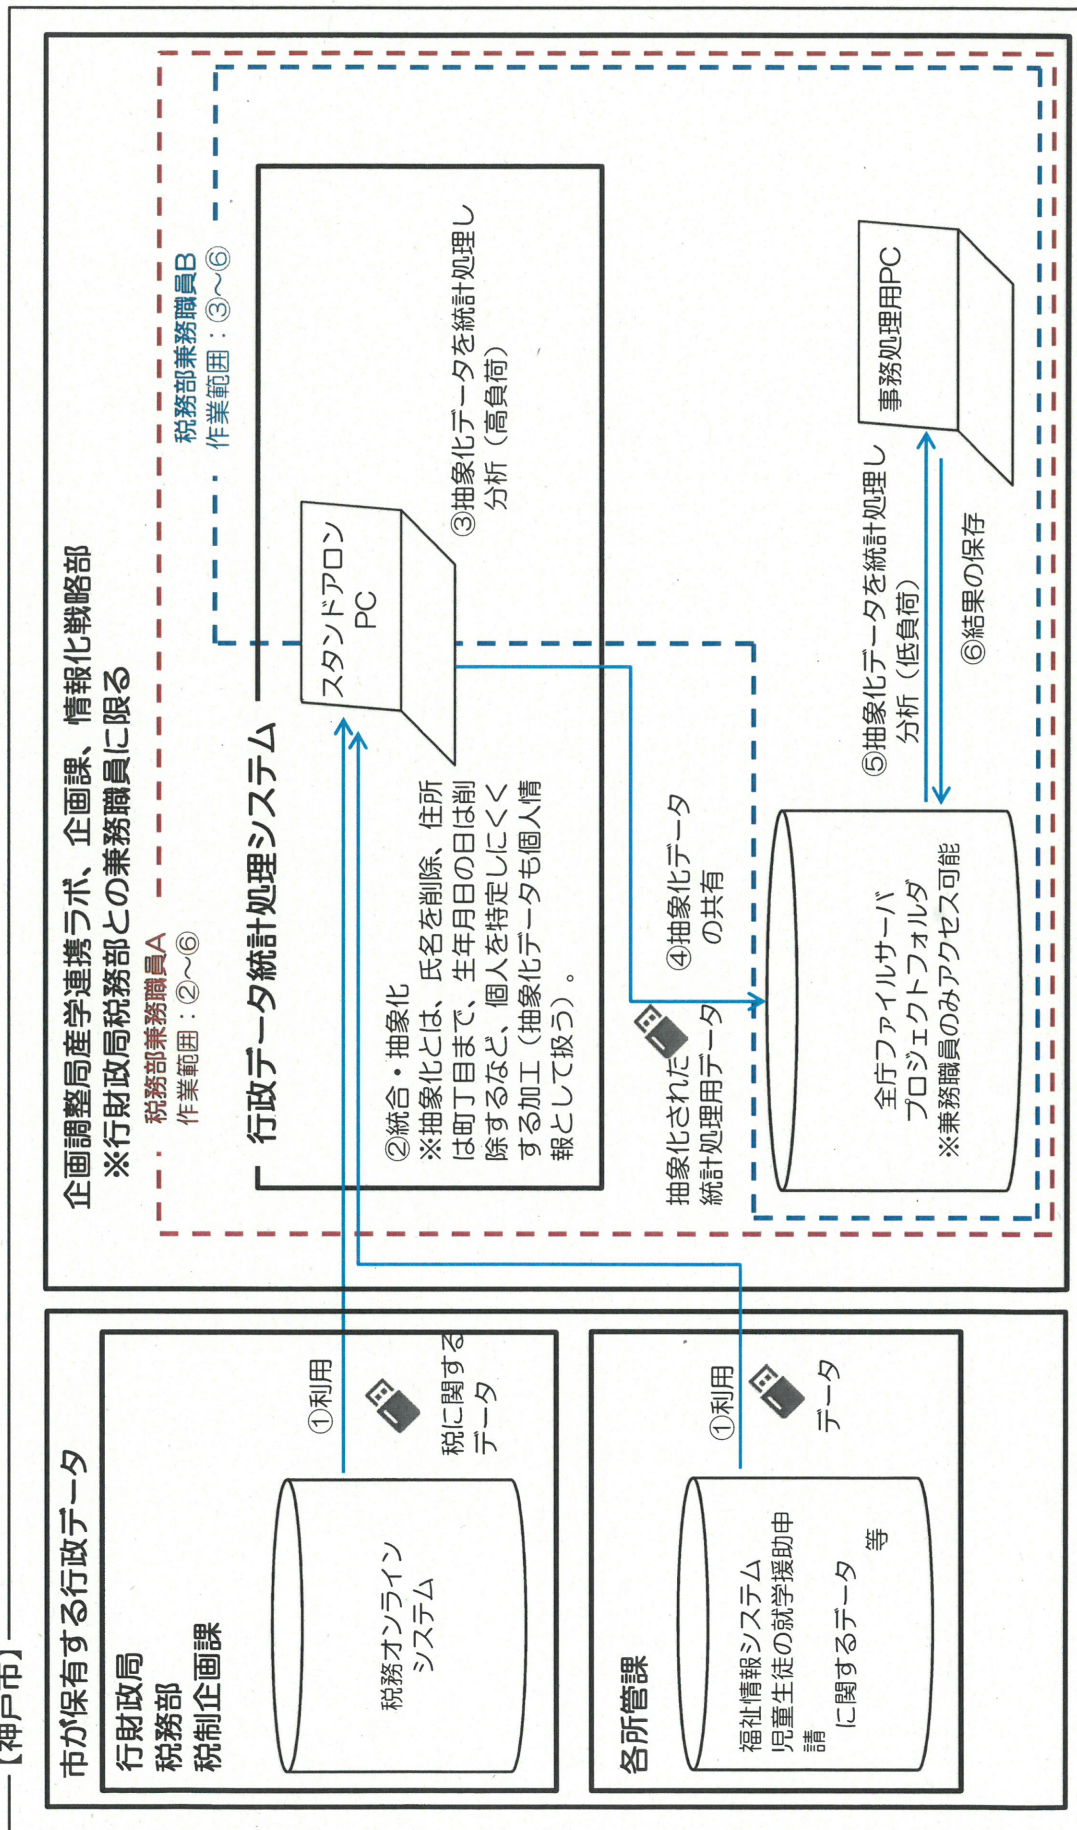 【神戸市】
市が保有する行政データ
行財政局
税務部
税制企画課
税務オンライン
システム
①利用
税に関する
データ
各所管課
福祉情報システム
児童生徒の就学援助申
請
に関するデータ
等
①利用
データ
企画調整局産学連携ラボ、企画課、情報化戦略部
※行財政局税務部との兼務職員に限る
税務部兼務職員A
作業範囲：②～⑥
税務部兼務職員B
作業範囲：③～⑥
行政データ統計処理システム
スタンドアロン
PC
②統合・抽象化
※抽象化とは、氏名を削除、住所
は町丁目まで、生年月日の日は削
除するなど、個人を特定しにくく
する加工（抽象化データも個人情
報として扱う）。
③抽象化データを統計処理し
分析（高負荷）
抽象化された
統計処理用データ
④抽象化データ
の共有
全庁ファイルサーバ
プロジェクトフォルダ
※兼務職員のみアクセス可能
⑤抽象化データを統計処理し
分析（低負荷）
⑥結果の保存
事務処理用PC